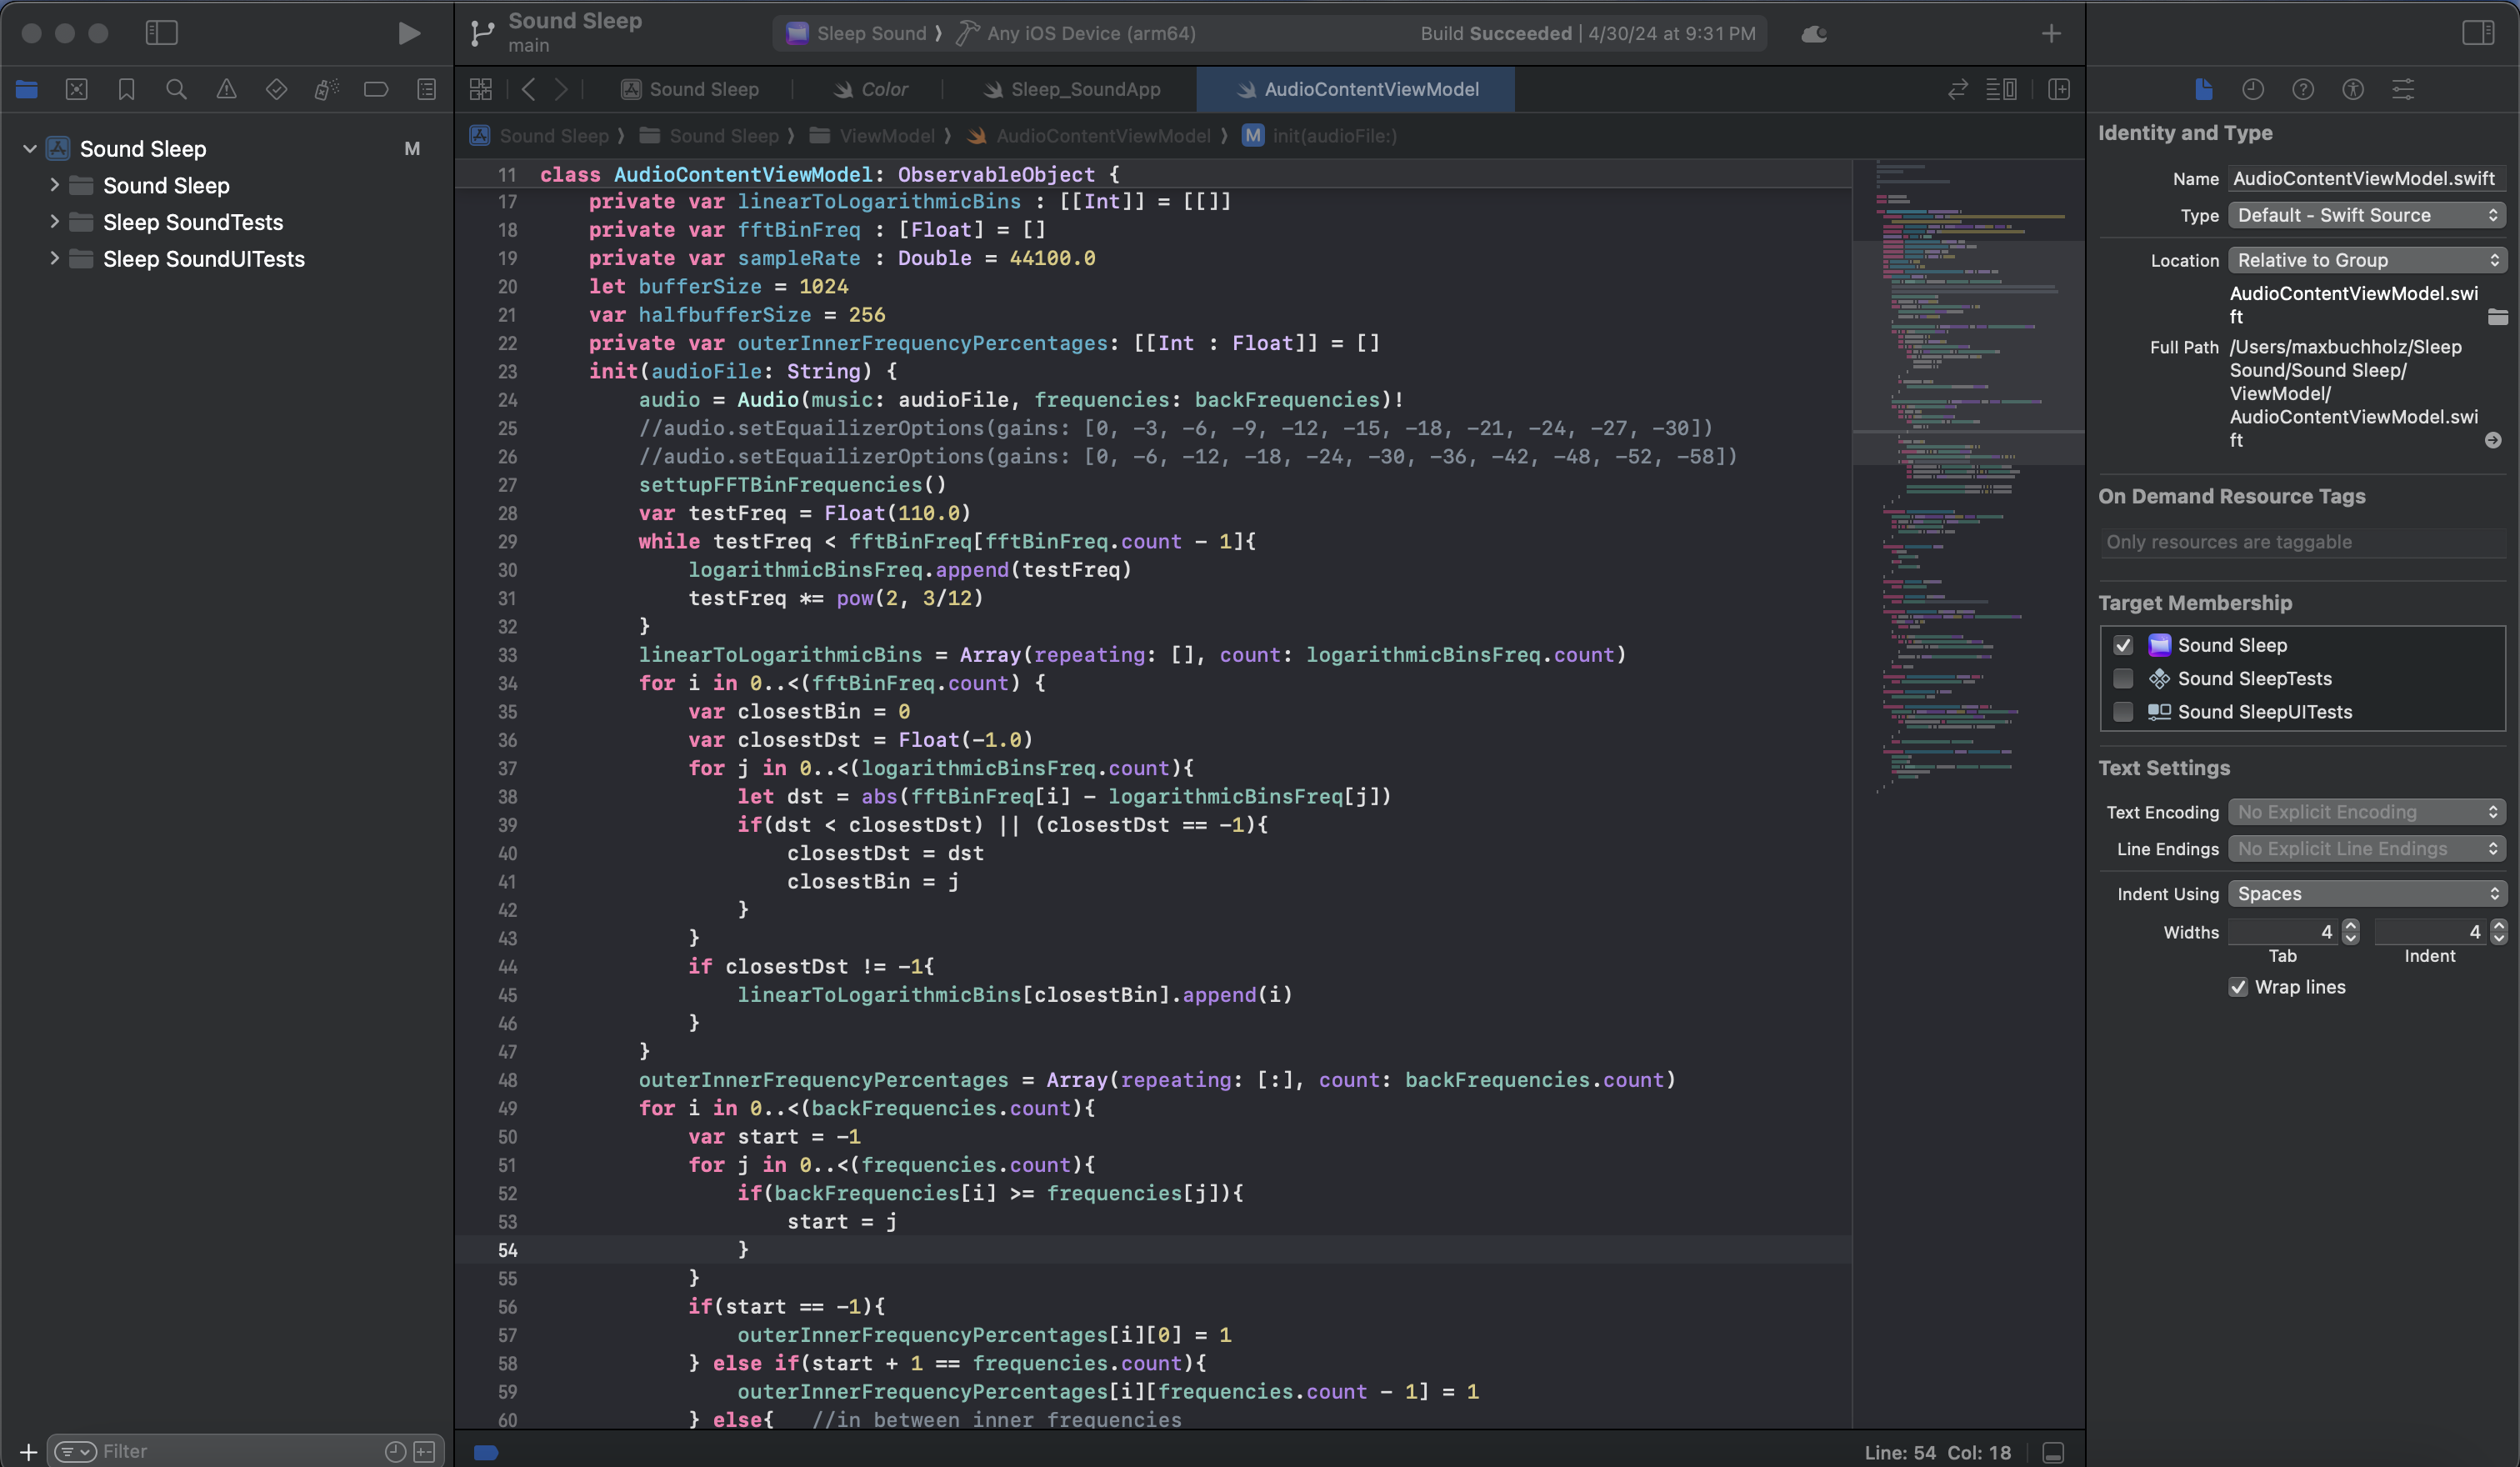 Sound Sleep
main
Sleep Sound ⟩ Any iOS Device (arm64)
Build Succeeded | 4/30/24 at 9:31 PM
Sound Sleep
Color
Sleep_SoundApp
AudioContentViewModel
Sound Sleep ⟩ Sound Sleep ⟩ ViewModel ⟩ AudioContentViewModel ⟩ M init(audioFile:)
Sound Sleep M
Sound Sleep
Sleep SoundTests
Sleep SoundUITests
Filter
11 class AudioContentViewModel: ObservableObject {
17     private var linearToLogarithmicBins : [[Int]] = [[]]
18     private var fftBinFreq : [Float] = []
19     private var sampleRate : Double = 44100.0
20     let bufferSize = 1024
21     var halfbufferSize = 256
22     private var outerInnerFrequencyPercentages: [[Int : Float]] = []
23     init(audioFile: String) {
24         audio = Audio(music: audioFile, frequencies: backFrequencies)!
25         //audio.setEquailizerOptions(gains: [0, -3, -6, -9, -12, -15, -18, -21, -24, -27, -30])
26         //audio.setEquailizerOptions(gains: [0, -6, -12, -18, -24, -30, -36, -42, -48, -52, -58])
27         settupFFTBinFrequencies()
28         var testFreq = Float(110.0)
29         while testFreq < fftBinFreq[fftBinFreq.count - 1]{
30             logarithmicBinsFreq.append(testFreq)
31             testFreq *= pow(2, 3/12)
32         }
33         linearToLogarithmicBins = Array(repeating: [], count: logarithmicBinsFreq.count)
34         for i in 0..<(fftBinFreq.count) {
35             var closestBin = 0
36             var closestDst = Float(-1.0)
37             for j in 0..<(logarithmicBinsFreq.count){
38                 let dst = abs(fftBinFreq[i] - logarithmicBinsFreq[j])
39                 if(dst < closestDst) || (closestDst == -1){
40                     closestDst = dst
41                     closestBin = j
42                 }
43             }
44             if closestDst != -1{
45                 linearToLogarithmicBins[closestBin].append(i)
46             }
47         }
48         outerInnerFrequencyPercentages = Array(repeating: [:], count: backFrequencies.count)
49         for i in 0..<(backFrequencies.count){
50             var start = -1
51             for j in 0..<(frequencies.count){
52                 if(backFrequencies[i] >= frequencies[j]){
53                     start = j
54                 }
55             }
56             if(start == -1){
57                 outerInnerFrequencyPercentages[i][0] = 1
58             } else if(start + 1 == frequencies.count){
59                 outerInnerFrequencyPercentages[i][frequencies.count - 1] = 1
60             } else{   //in between inner frequencies
Line: 54 Col: 18
Identity and Type
Name AudioContentViewModel.swift
Type Default - Swift Source
Location Relative to Group
AudioContentViewModel.swi
ft
Full Path /Users/maxbuchholz/Sleep
Sound/Sound Sleep/
ViewModel/
AudioContentViewModel.swi
ft
On Demand Resource Tags
Only resources are taggable
Target Membership
Sound Sleep
Sound SleepTests
Sound SleepUITests
Text Settings
Text Encoding No Explicit Encoding
Line Endings No Explicit Line Endings
Indent Using Spaces
Widths 4 4
Tab Indent
Wrap lines